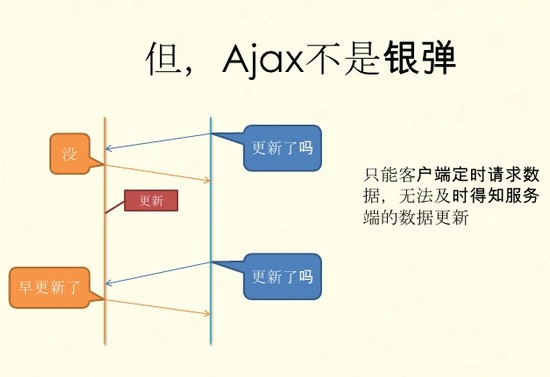 但，Ajax不是银弹
没
更新了吗
更新
只能客户端定时请求数
据，无法及时得知服务
端的数据更新
早更新了
更新了吗